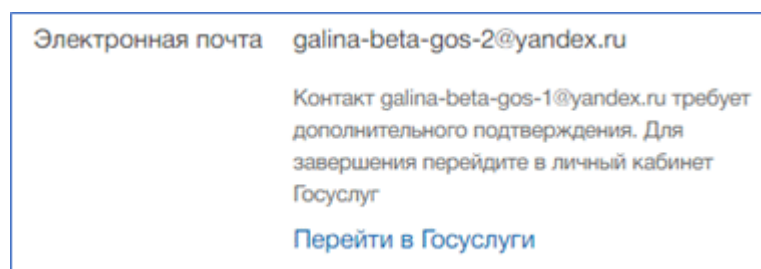 Электронная почта galina-beta-gos-2@yandex.ru
Контакт galina-beta-gos-1@yandex.ru требует
дополнительного подтверждения. Для
завершения перейдите в личный кабинет
Госуслуг
Перейти в Госуслуги